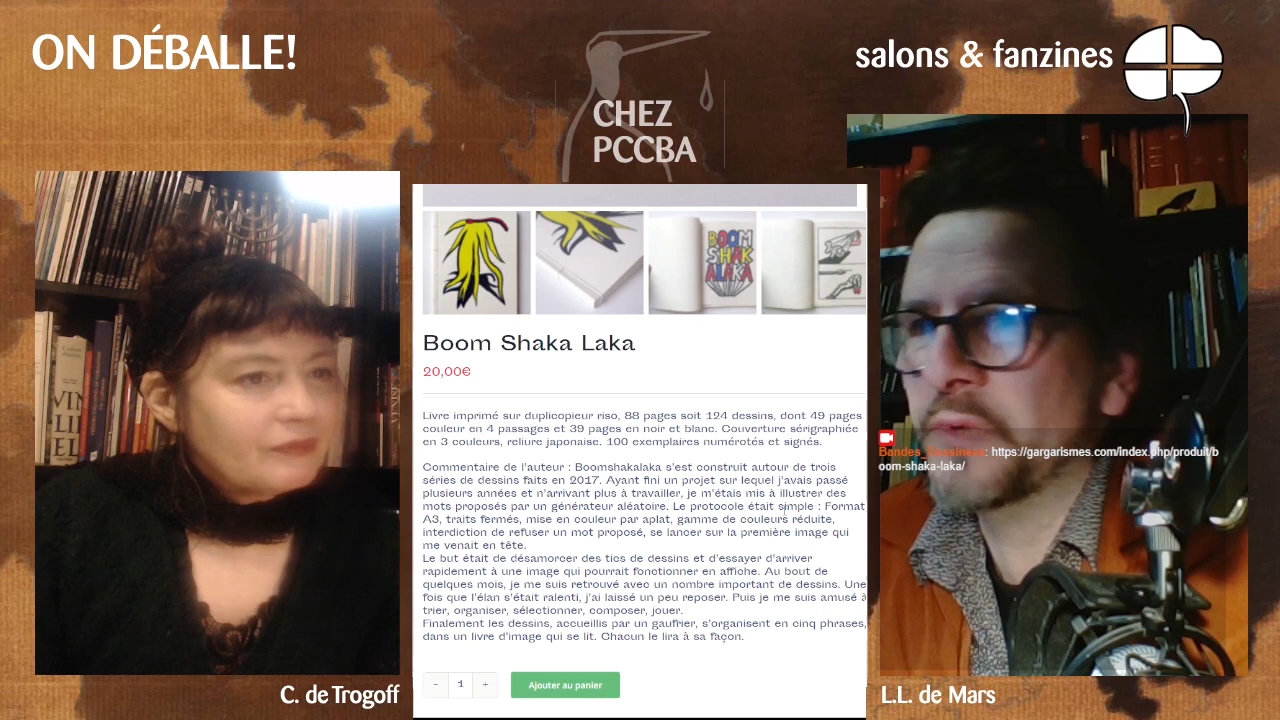 ON DÉBALLE!
salons & fanzines
CHEZ
PCCBA
BOOM
SHAK
ALAKA
Boom Shaka Laka
20,00€
Livre imprimé sur duplicopieur riso, 88 pages soit 124 dessins, dont 49 pages
couleur en 4 passages et 39 pages en noir et blanc. Couverture sérigraphiée
en 3 couleurs, reliure japonaise. 100 exemplaires numérotés et signés.
Commentaire de l'auteur : Boomshakalaka s'est construit autour de trois
séries de dessins faits en 2017. Ayant fini un projet sur lequel j'avais passé
plusieurs années et n'arrivant plus à travailler, je m'étais mis à illustrer des
mots proposés par un générateur aléatoire. Le protocole était simple : Format
A3, traits fermés, mise en couleur par aplat, gamme de couleurs réduite,
interdiction de refuser un mot proposé, se lancer sur la première image qui
me venait en tête.
Le but était de désamorcer des tics de dessins et d'essayer d'arriver
rapidement à une image qui pourrait fonctionner en affiche. Au bout de
quelques mois, je me suis retrouvé avec un nombre important de dessins. Une
fois que l'élan s'était ralenti, j'ai laissé un peu reposer. Puis je me suis amusé à
trier, organiser, sélectionner, composer, jouer.
Finalement les dessins, accueillis par un gaufrier, s'organisent en cinq phrases,
dans un livre d'image qui se lit. Chacun le lira à sa façon.
- 1 +
Ajouter au panier
Bandes_dessinées: https://gargarismes.com/index.php/produit/b
oom-shaka-laka/
C. de Trogoff
L.L. de Mars